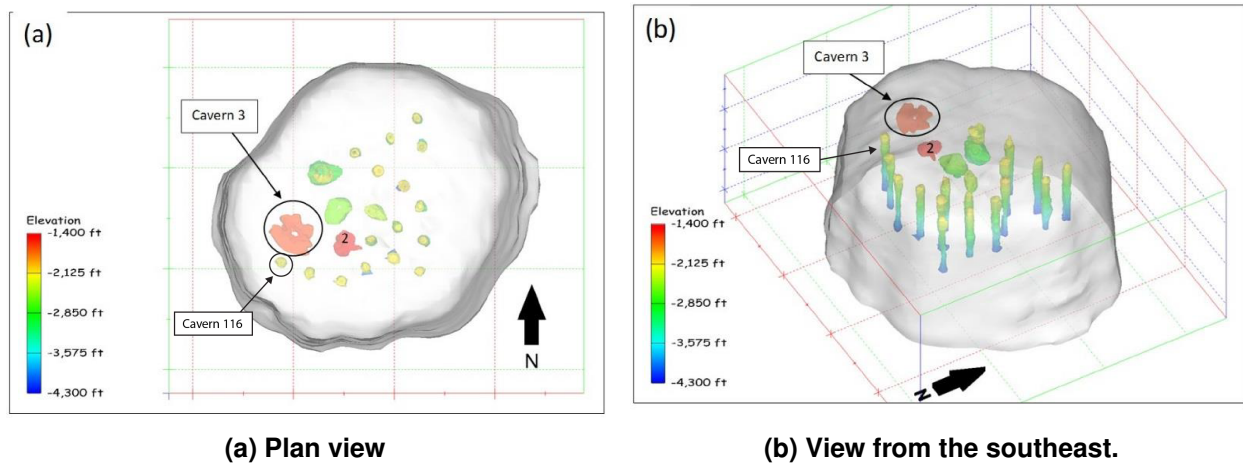 (a)
Cavern 3
2
Cavern 116
Elevation
-1,400 ft
-2,125 ft
-2,850 ft
-3,575 ft
-4,300 ft
N
(b)
Cavern 3
Cavern 116
2
Elevation
-1,400 ft
-2,125 ft
-2,850 ft
-3,575 ft
-4,300 ft
N
(a) Plan view
(b) View from the southeast.